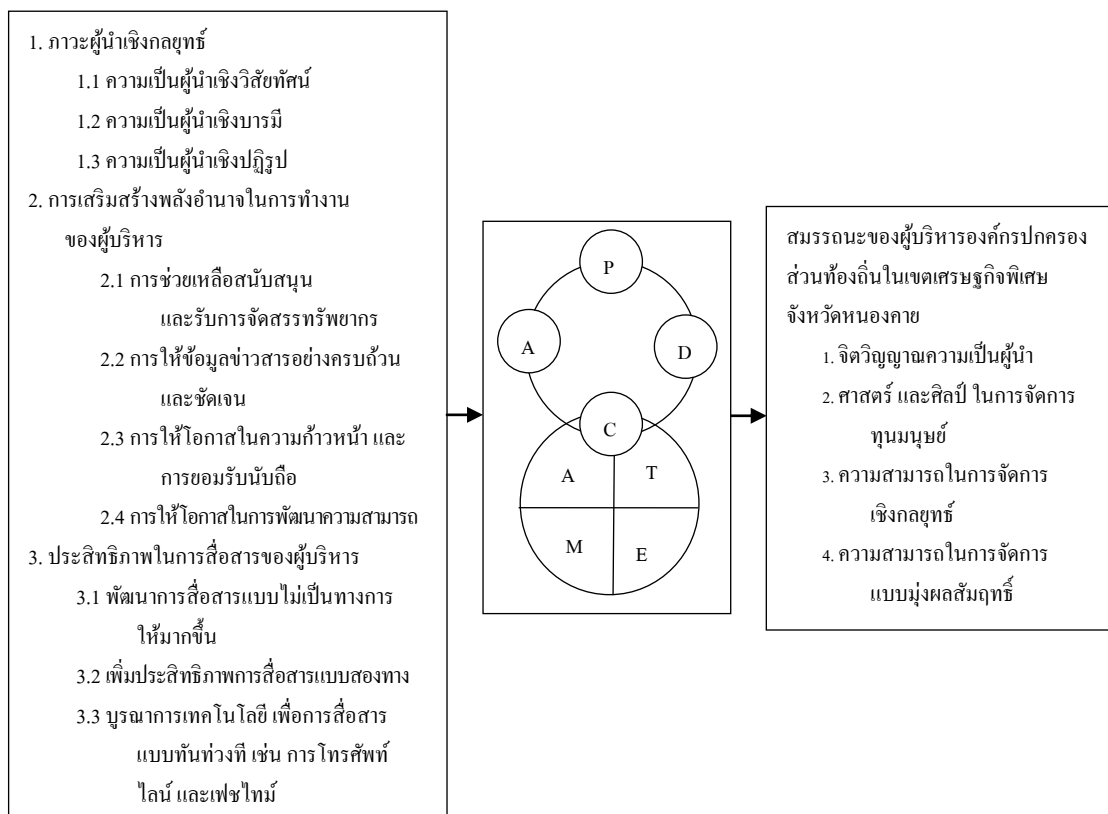 1. ภาวะผู้นำเชิงกลยุทธ์
1.1 ความเป็นผู้นำเชิงวิสัยทัศน์
1.2 ความเป็นผู้นำเชิงบารมี
1.3 ความเป็นผู้นำเชิงปฏิรูป
2. การเสริมสร้างพลังอำนาจในการทำงาน
ของผู้บริหาร
2.1 การช่วยเหลือสนับสนุน
และรับการจัดสรรทรัพยากร
2.2 การให้ข้อมูลข่าวสารอย่างครบถ้วน
และชัดเจน
2.3 การให้โอกาสในความก้าวหน้า และ
การยอมรับนับถือ
2.4 การให้โอกาสในการพัฒนาความสามารถ
3. ประสิทธิภาพในการสื่อสารของผู้บริหาร
3.1 พัฒนาการสื่อสารแบบไม่เป็นทางการ
ให้มากขึ้น
3.2 เพิ่มประสิทธิภาพการสื่อสารแบบสองทาง
3.3 บูรณาการเทคโนโลยี เพื่อการสื่อสาร
แบบทันท่วงที เช่น การโทรศัพท์
ไลน์ และเฟชไทม์
P
A
D
C
A T
M E
สมรรถนะของผู้บริหารองค์กรปกครอง
ส่วนท้องถิ่นในเขตเศรษฐกิจพิเศษ
จังหวัดหนองคาย
1. จิตวิญญาณความเป็นผู้นำ
2. ศาสตร์ และศิลป์ ในการจัดการ
ทุนมนุษย์
3. ความสามารถในการจัดการ
เชิงกลยุทธ์
4. ความสามารถในการจัดการ
แบบมุ่งผลสัมฤทธิ์